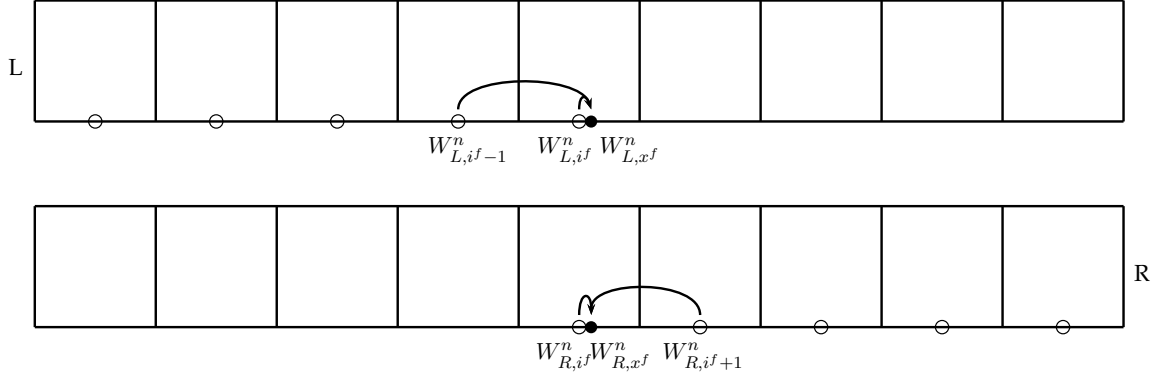 L
W^n_{L,i^f-1} W^n_{L,i^f} W^n_{L,x^f}
R
W^n_{R,i^f} W^n_{R,x^f} W^n_{R,i^f+1}